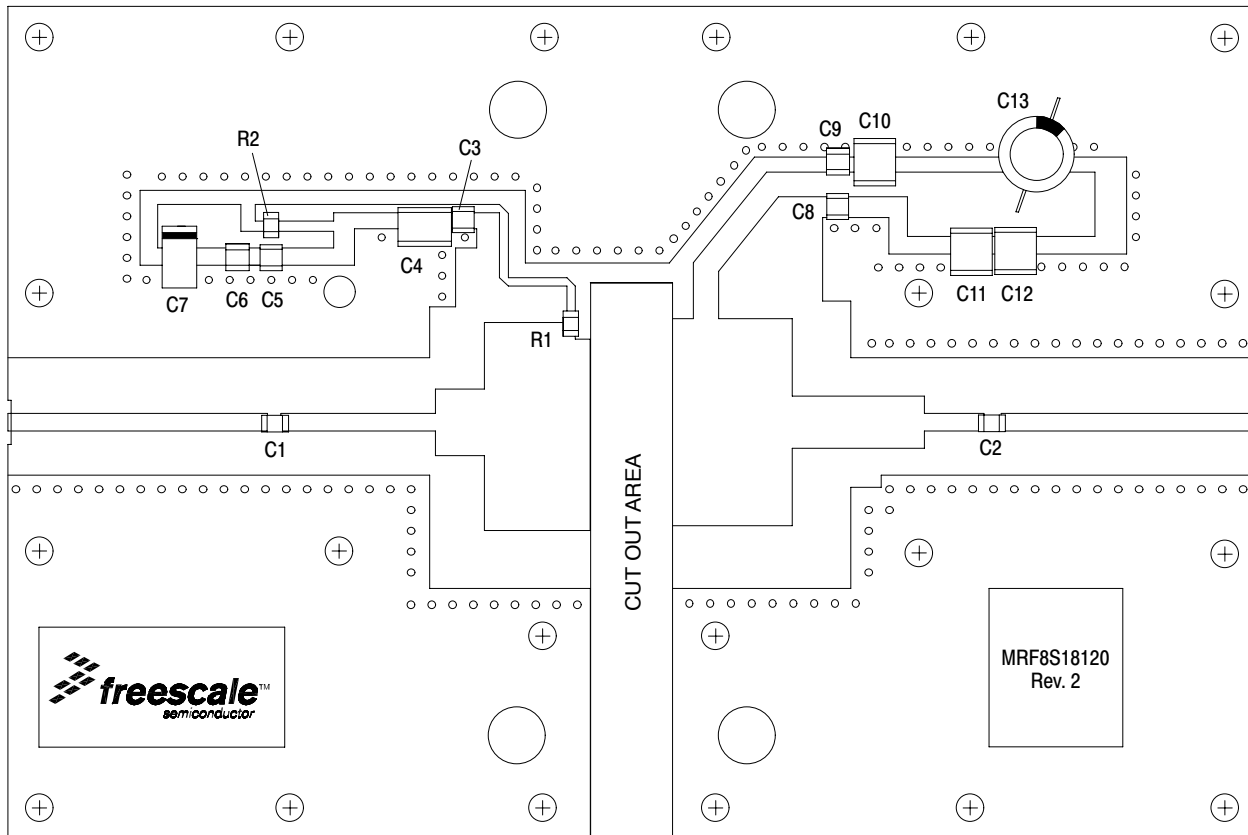 C13
C9 C10
R2
C3
C8
C4
C7 C6 C5
C11 C12
R1
C1
C2
CUT OUT AREA
freescale™
semiconductor
MRF8S18120
Rev. 2